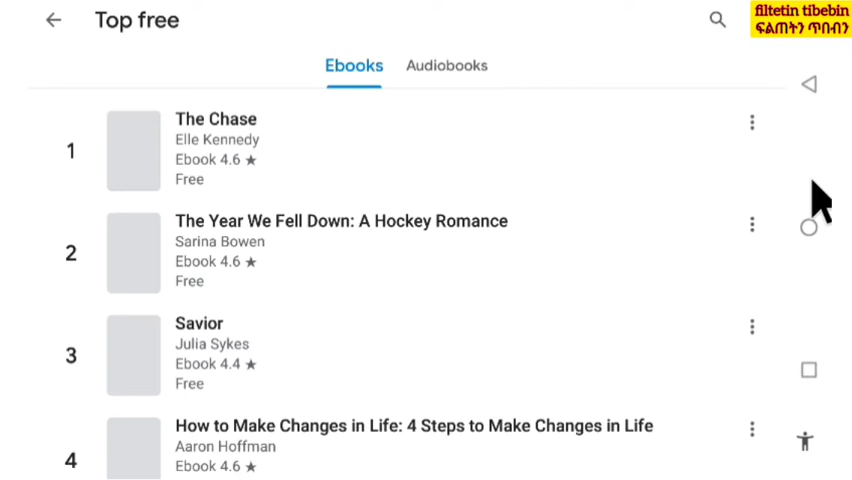 Top free
filtetin tibebin
ፍልጠትን ጥበብን
Ebooks Audiobooks
1
The Chase
Elle Kennedy
Ebook 4.6 ★
Free
2
The Year We Fell Down: A Hockey Romance
Sarina Bowen
Ebook 4.6 ★
Free
3
Savior
Julia Sykes
Ebook 4.4 ★
Free
4
How to Make Changes in Life: 4 Steps to Make Changes in Life
Aaron Hoffman
Ebook 4.6 ★